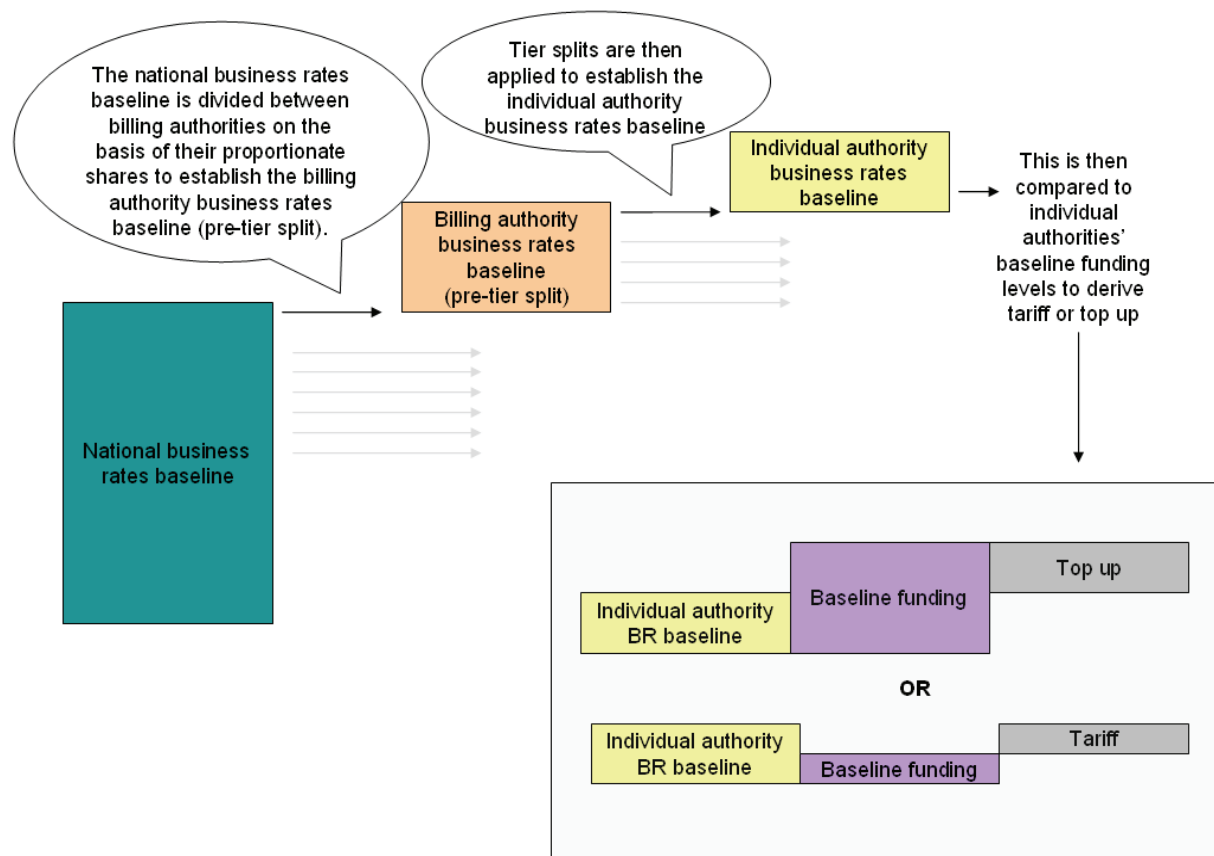 The national business rates
baseline is divided between
billing authorities on the
basis of their proportionate
shares to establish the billing
authority business rates
baseline (pre-tier split).
Tier splits are then
applied to establish the
individual authority
business rates baseline
Individual authority
business rates
baseline
This is then
compared to
individual
authorities’
baseline funding
levels to derive
tariff or top up
Billing authority
business rates
baseline
(pre-tier split)
National business
rates baseline
Top up
Baseline funding
Individual authority
BR baseline
OR
Individual authority
BR baseline
Tariff
Baseline funding